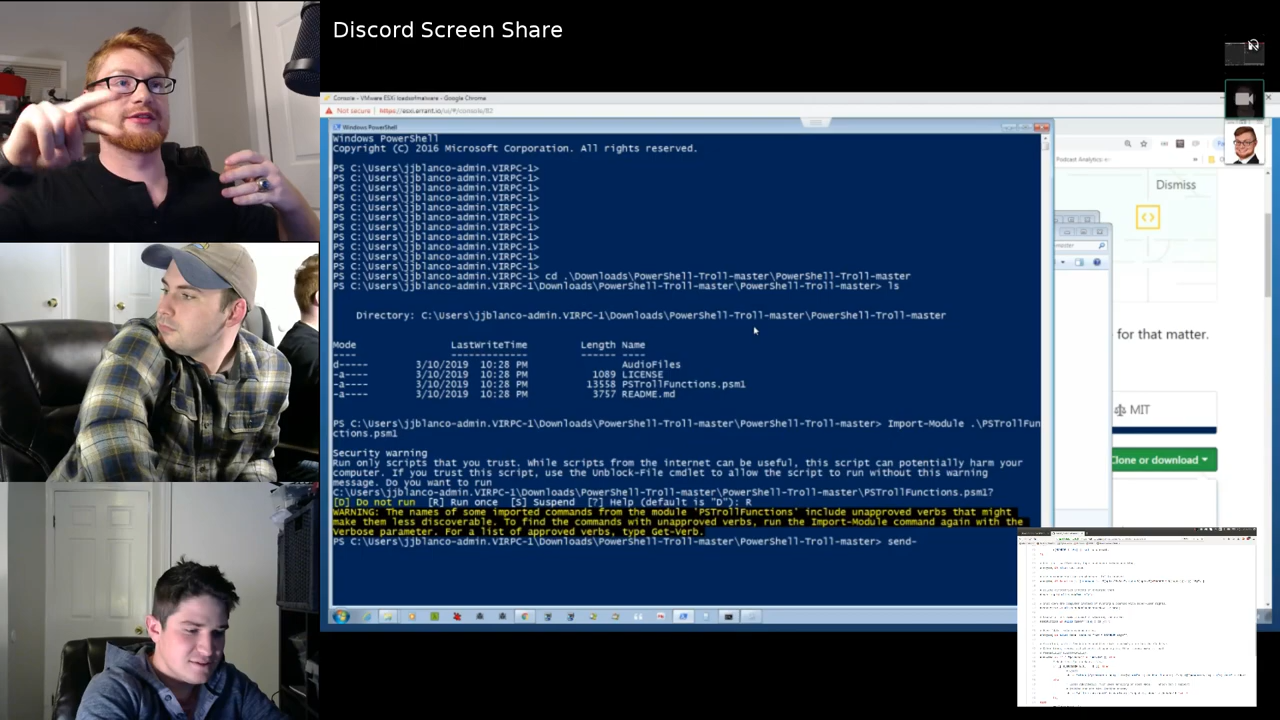 Discord Screen Share
Console - VMware ESXi loadsofmalware - Google Chrome
Not secure | https://esxi.errant.io/ui/#/console/82
Windows PowerShell
Windows PowerShell
Copyright (C) 2016 Microsoft Corporation. All rights reserved.
PS C:\Users\jjblanco-admin.VIRPC-1>
PS C:\Users\jjblanco-admin.VIRPC-1>
PS C:\Users\jjblanco-admin.VIRPC-1>
PS C:\Users\jjblanco-admin.VIRPC-1>
PS C:\Users\jjblanco-admin.VIRPC-1>
PS C:\Users\jjblanco-admin.VIRPC-1>
PS C:\Users\jjblanco-admin.VIRPC-1>
PS C:\Users\jjblanco-admin.VIRPC-1>
PS C:\Users\jjblanco-admin.VIRPC-1>
PS C:\Users\jjblanco-admin.VIRPC-1>
PS C:\Users\jjblanco-admin.VIRPC-1>
PS C:\Users\jjblanco-admin.VIRPC-1> cd .\Downloads\PowerShell-Troll-master\PowerShell-Troll-master
PS C:\Users\jjblanco-admin.VIRPC-1\Downloads\PowerShell-Troll-master\PowerShell-Troll-master> ls
Directory: C:\Users\jjblanco-admin.VIRPC-1\Downloads\PowerShell-Troll-master\PowerShell-Troll-master
Mode LastWriteTime Length Name
---- ------------- ------ ----
d----- 3/10/2019 10:28 PM AudioFiles
-a---- 3/10/2019 10:28 PM 1089 LICENSE
-a---- 3/10/2019 10:28 PM 13558 PSTrollFunctions.psm1
-a---- 3/10/2019 10:28 PM 3757 README.md
PS C:\Users\jjblanco-admin.VIRPC-1\Downloads\PowerShell-Troll-master\PowerShell-Troll-master> Import-Module .\PSTrollFun
ctions.psm1
Security warning
Run only scripts that you trust. While scripts from the internet can be useful, this script can potentially harm your
computer. If you trust this script, use the Unblock-File cmdlet to allow the script to run without this warning
message. Do you want to run
C:\Users\jjblanco-admin.VIRPC-1\Downloads\PowerShell-Troll-master\PowerShell-Troll-master\PSTrollFunctions.psm1?
[D] Do not run [R] Run once [S] Suspend [?] Help (default is "D"): R
WARNING: The names of some imported commands from the module 'PSTrollFunctions' include unapproved verbs that might
make them less discoverable. To find the commands with unapproved verbs, run the Import-Module command again with the
Verbose parameter. For a list of approved verbs, type Get-Verb.
PS C:\Users\jjblanco-admin.VIRPC-1\Downloads\PowerShell-Troll-master\PowerShell-Troll-master> send-
Podcast Analytics
Dismiss
for that matter.
MIT
Clone or download